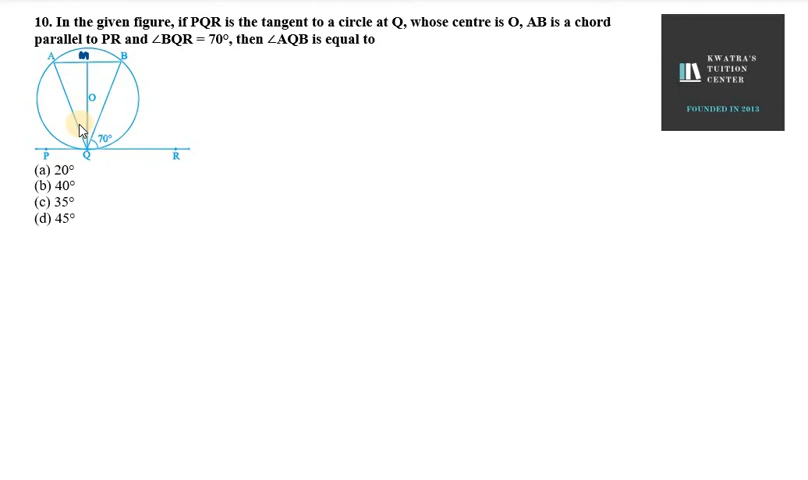 10. In the given figure, if PQR is the tangent to a circle at Q, whose centre is O, AB is a chord
parallel to PR and ∠BQR = 70°, then ∠AQB is equal to
A M B
O
70°
P Q R
(a) 20°
(b) 40°
(c) 35°
(d) 45°
KWATRA'S
TUITION
CENTER
FOUNDED IN 2013